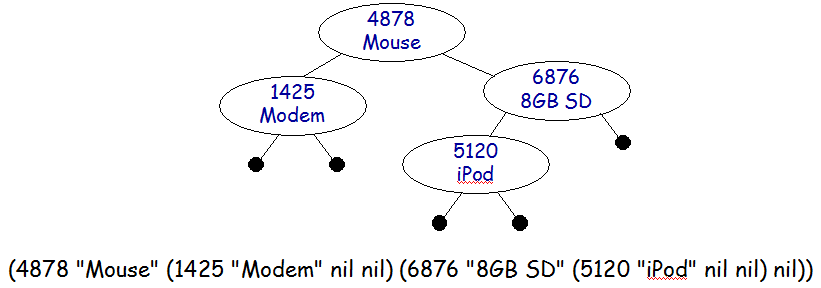 4878
Mouse
1425
Modem
6876
8GB SD
5120
iPod
(4878 "Mouse" (1425 "Modem" nil nil) (6876 "8GB SD" (5120 "iPod" nil nil) nil))